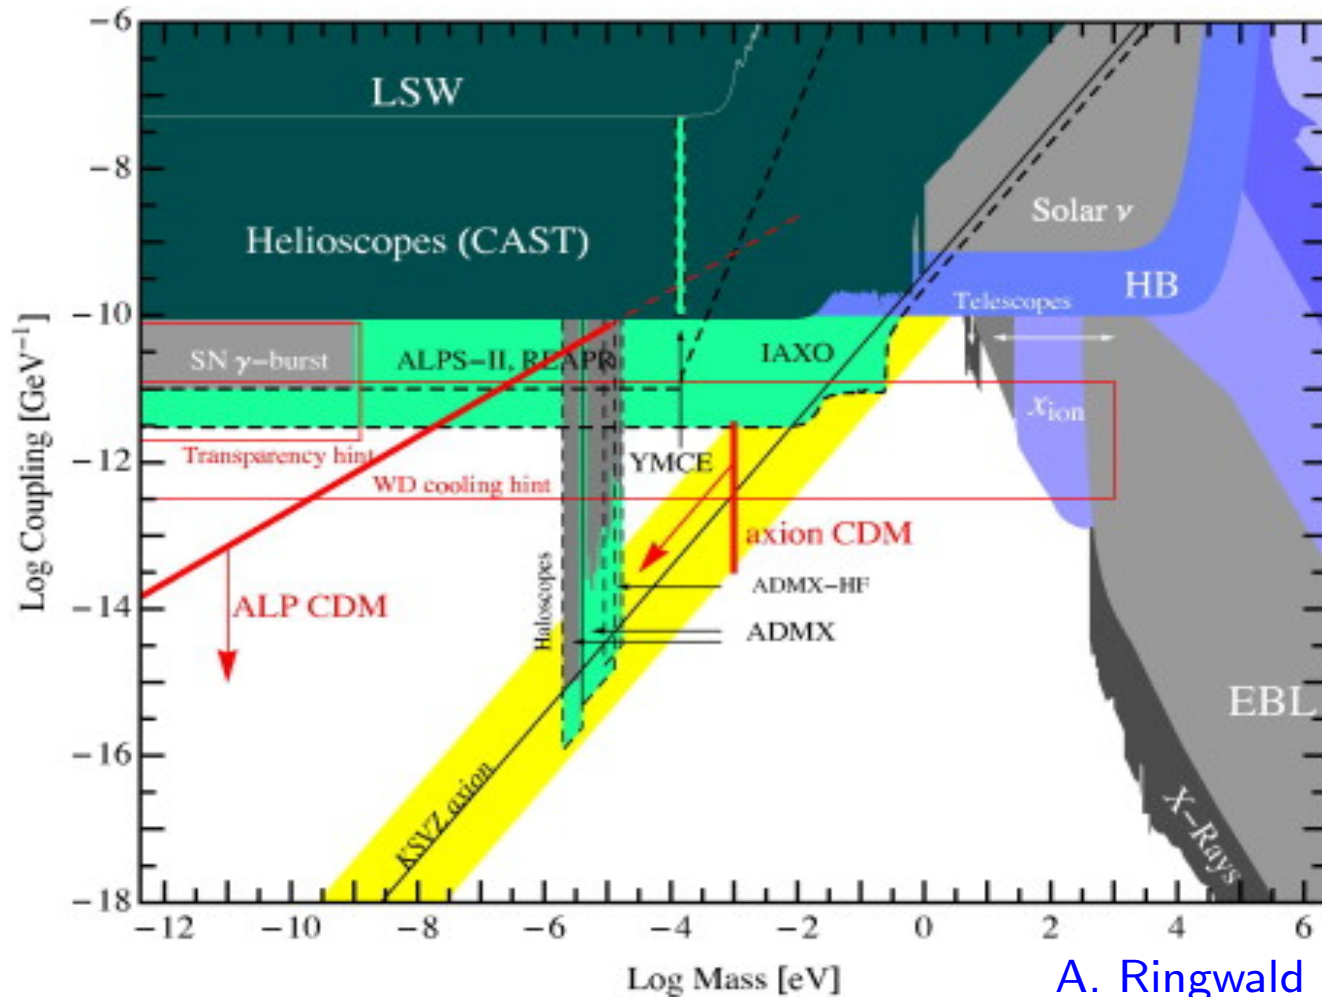 −6
−8
−10
−12
−14
−16
−18
Log Coupling [GeV⁻¹]
LSW
Helioscopes (CAST)
Solar ν
HB
Telescopes
SN γ−burst
ALPS−II, REAPR
IAXO
x_ion
Transparency hint
YMCE
WD cooling hint
axion CDM
Haloscopes
ADMX−HF
ALP CDM
ADMX
EBL
KSVZ axion
X−Rays
−12 −10 −8 −6 −4 −2 0 2 4 6
Log Mass [eV]
A. Ringwald